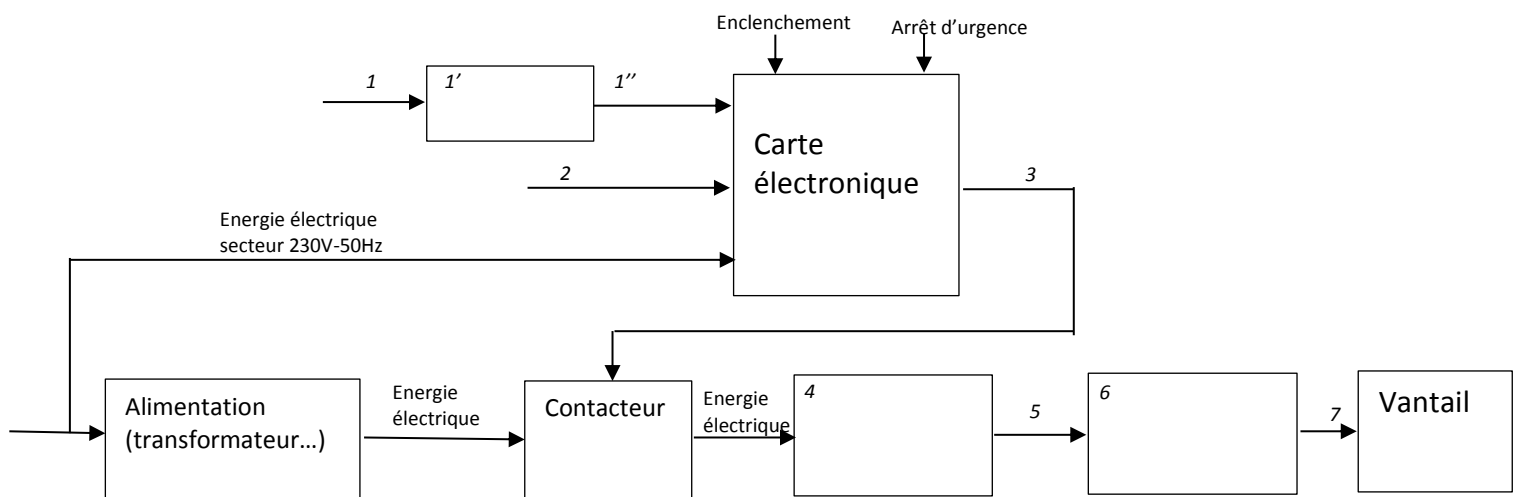 Enclenchement
Arrêt d’urgence
1
1’
1’’
Carte
électronique
2
3
Energie électrique
secteur 230V-50Hz
Alimentation
(transformateur…)
Energie
électrique
Contacteur
Energie
électrique
4
5
6
7
Vantail